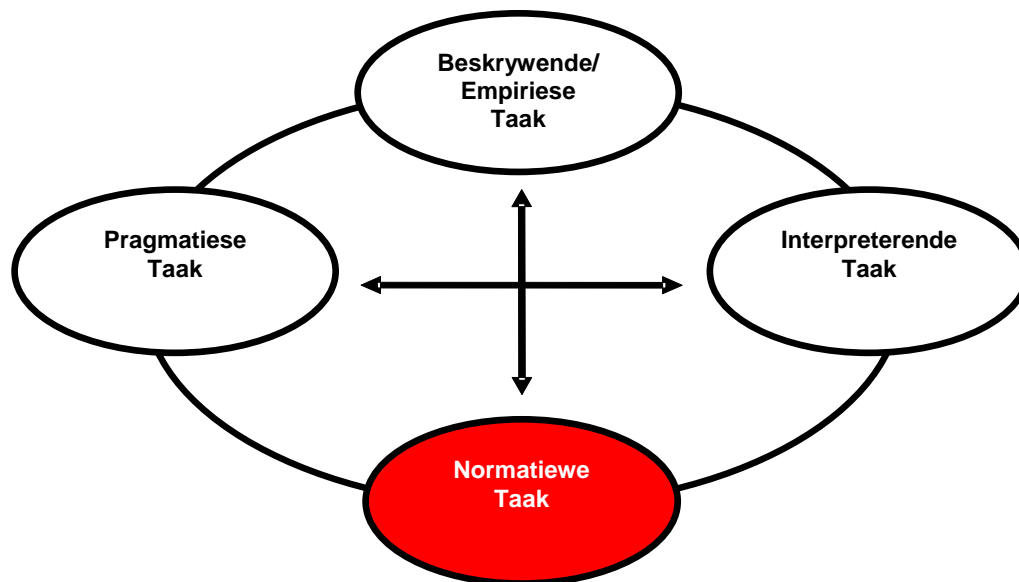 Beskrywende/
Empiriese
Taak
Pragmatiese
Taak
Interpreterende
Taak
Normatiewe
Taak